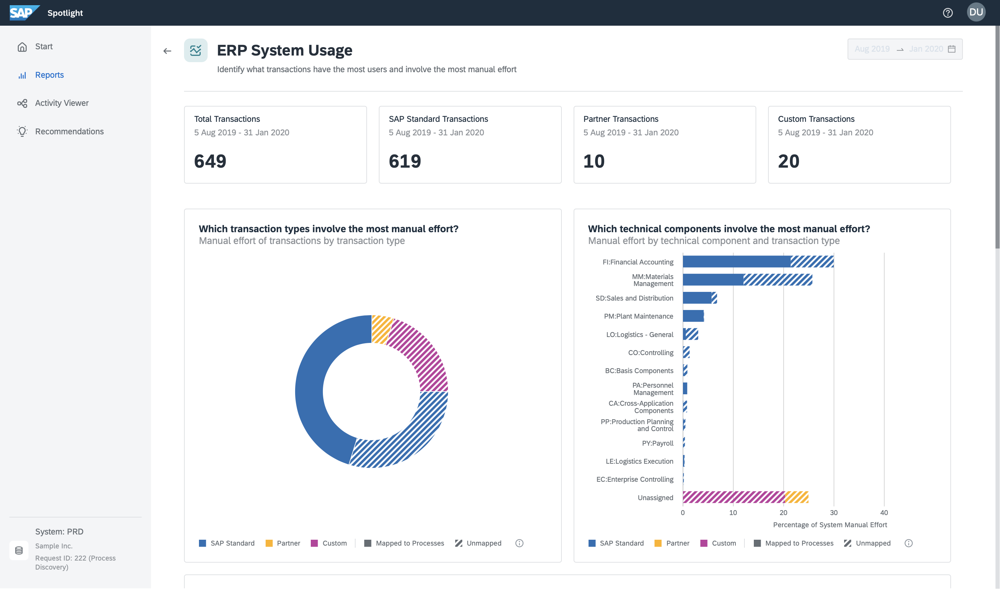 SAP Spotlight
DU
Start
Reports
Activity Viewer
Recommendations
ERP System Usage
Identify what transactions have the most users and involve the most manual effort
Aug 2019 → Jan 2020
Total Transactions
5 Aug 2019 - 31 Jan 2020
649
SAP Standard Transactions
5 Aug 2019 - 31 Jan 2020
619
Partner Transactions
5 Aug 2019 - 31 Jan 2020
10
Custom Transactions
5 Aug 2019 - 31 Jan 2020
20
Which transaction types involve the most manual effort?
Manual effort of transactions by transaction type
SAP Standard Partner Custom Mapped to Processes Unmapped
Which technical components involve the most manual effort?
Manual effort by technical component and transaction type
FI:Financial Accounting
MM:Materials
Management
SD:Sales and Distribution
PM:Plant Maintenance
LO:Logistics - General
CO:Controlling
BC:Basis Components
PA:Personnel
Management
CA:Cross-Application
Components
PP:Production Planning
and Control
PY:Payroll
LE:Logistics Execution
EC:Enterprise Controlling
Unassigned
0 10 20 30 40
Percentage of System Manual Effort
SAP Standard Partner Custom Mapped to Processes Unmapped
System: PRD
Sample Inc.
Request ID: 222 (Process
Discovery)